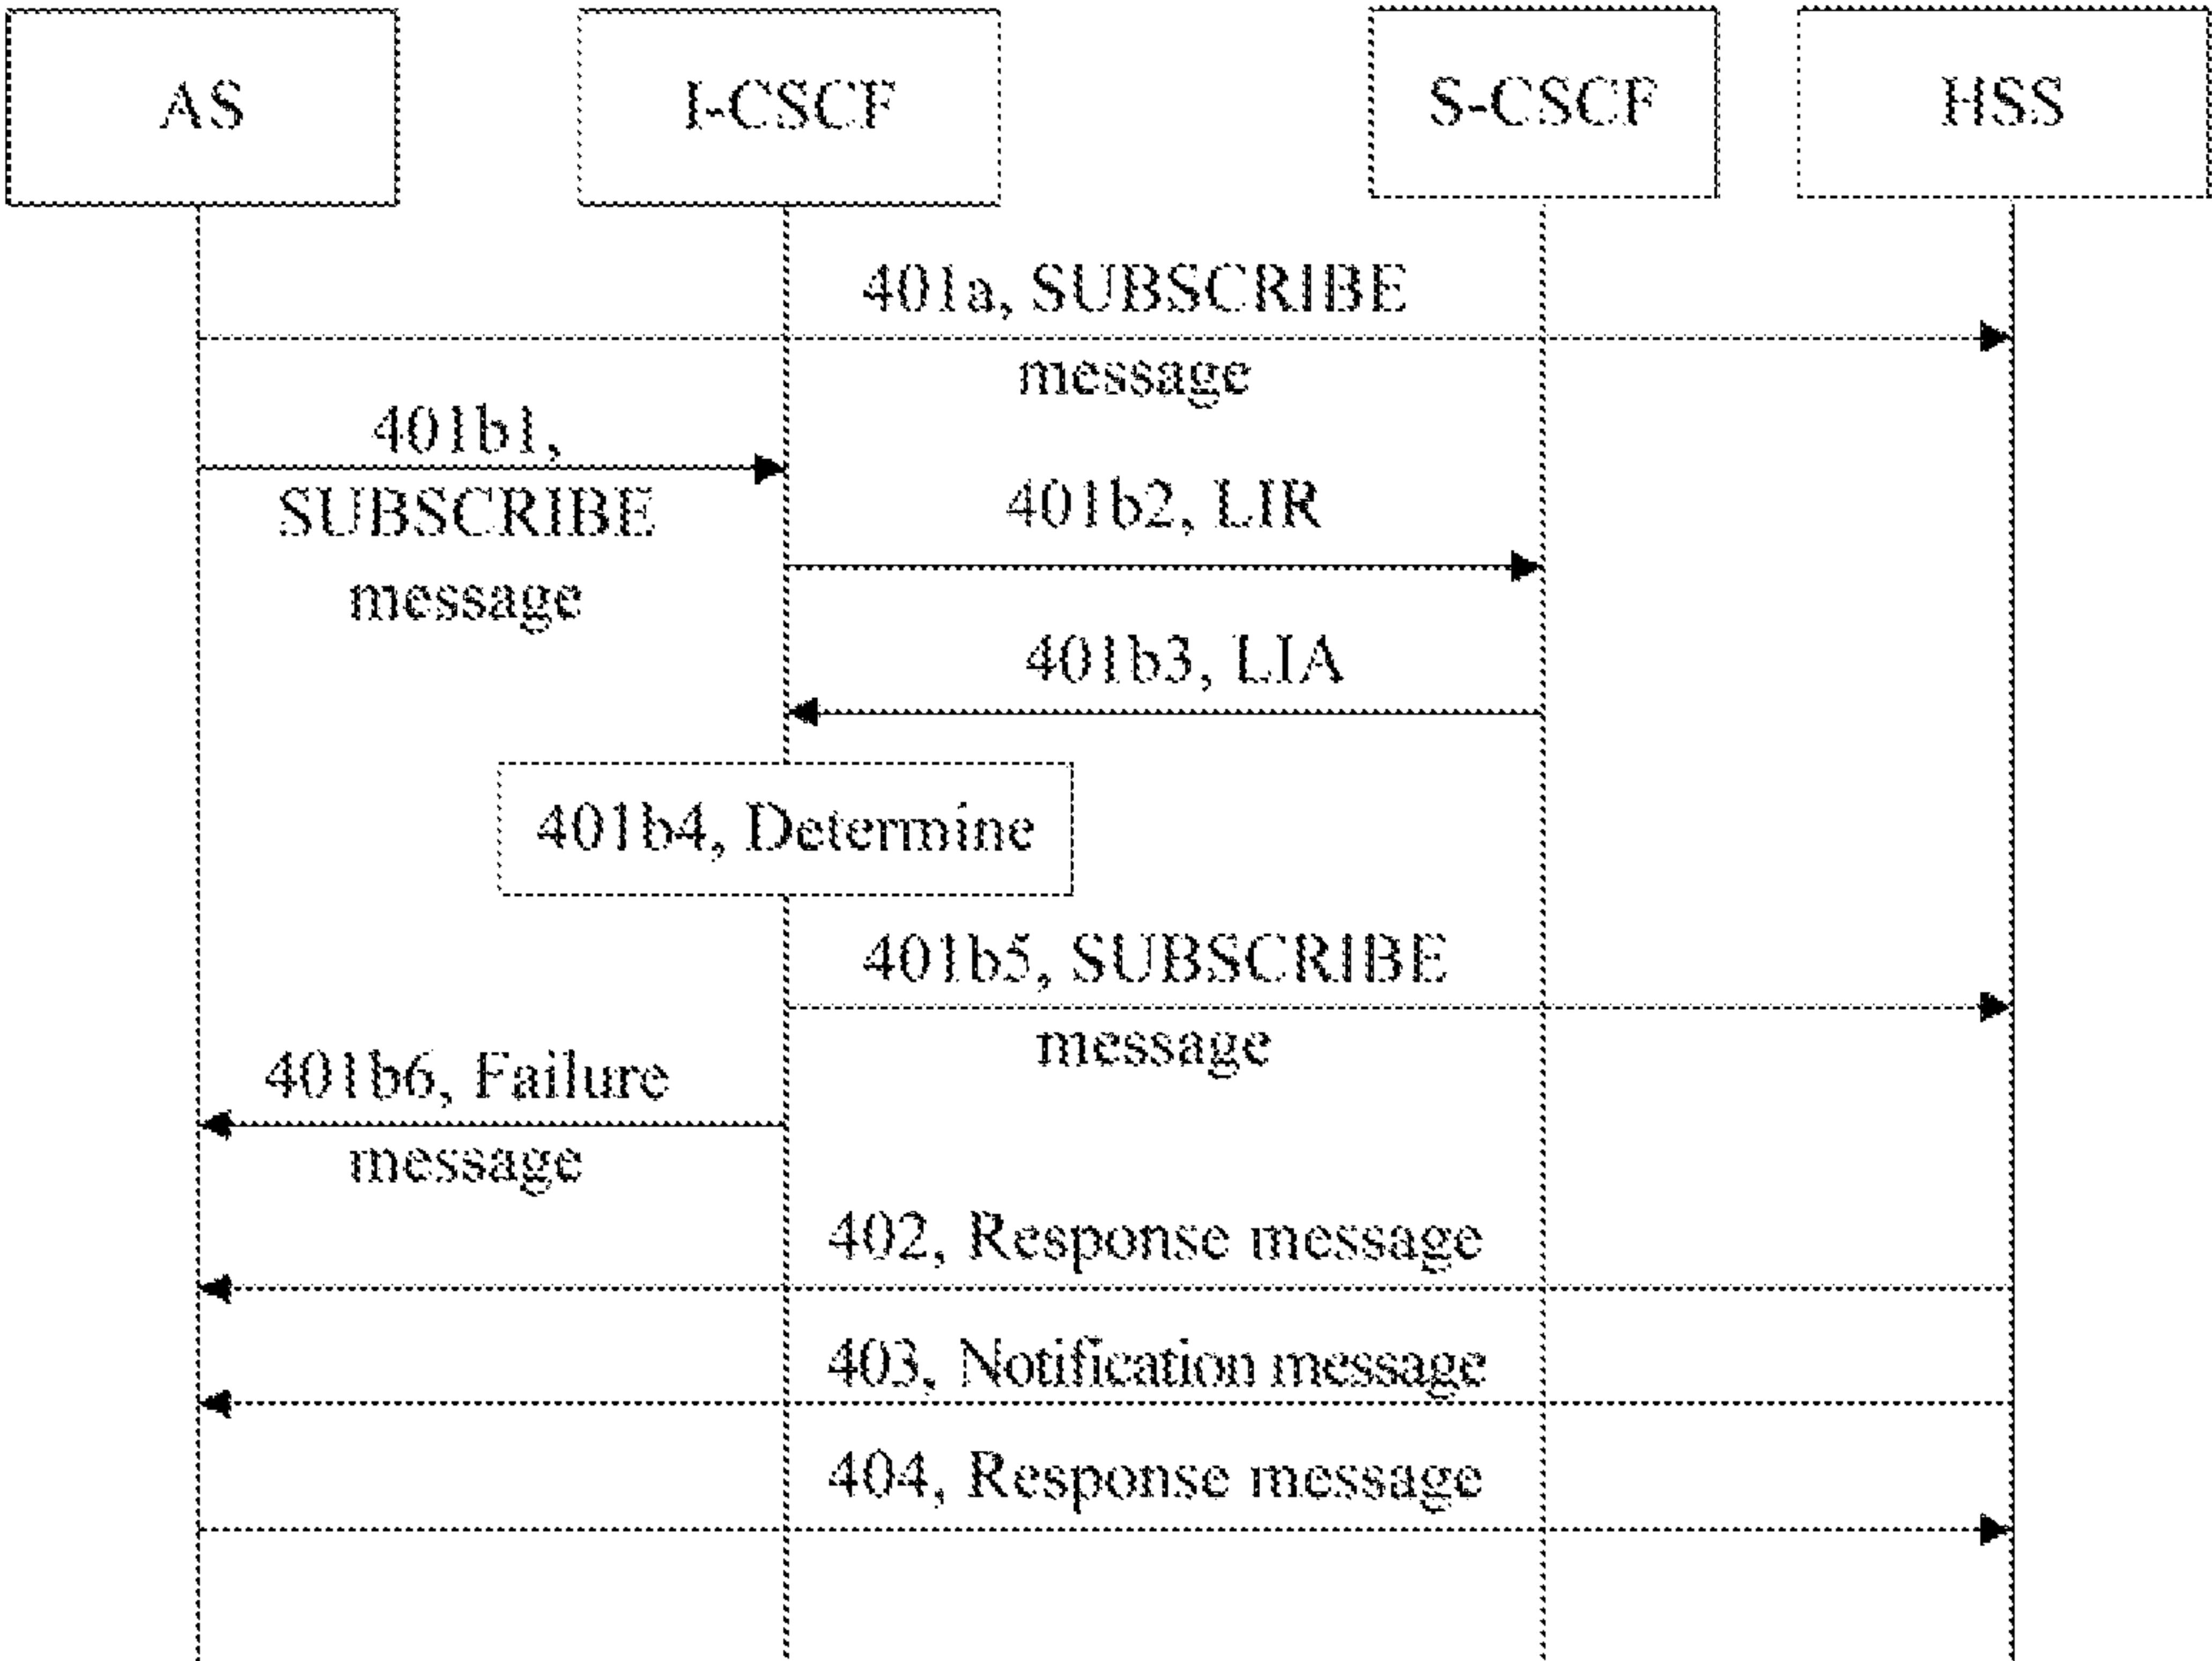 AS
I-CSCF
S-CSCF
HSS
401a, SUBSCRIBE
message
401b1,
SUBSCRIBE
message
401b2, LIR
401b3, LIA
401b4, Determine
401b5, SUBSCRIBE
message
401b6, Failure
message
402, Response message
403, Notification message
404, Response message